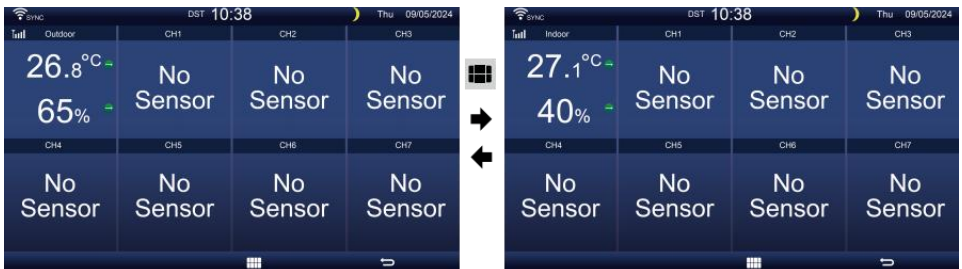 SYNC DST 10:38 Thu 09/05/2024
Outdoor CH1 CH2 CH3
26.8°C
65%
No Sensor No Sensor No Sensor
CH4 CH5 CH6 CH7
No Sensor No Sensor No Sensor No Sensor
SYNC DST 10:38 Thu 09/05/2024
Indoor CH1 CH2 CH3
27.1°C
40%
No Sensor No Sensor No Sensor
CH4 CH5 CH6 CH7
No Sensor No Sensor No Sensor No Sensor